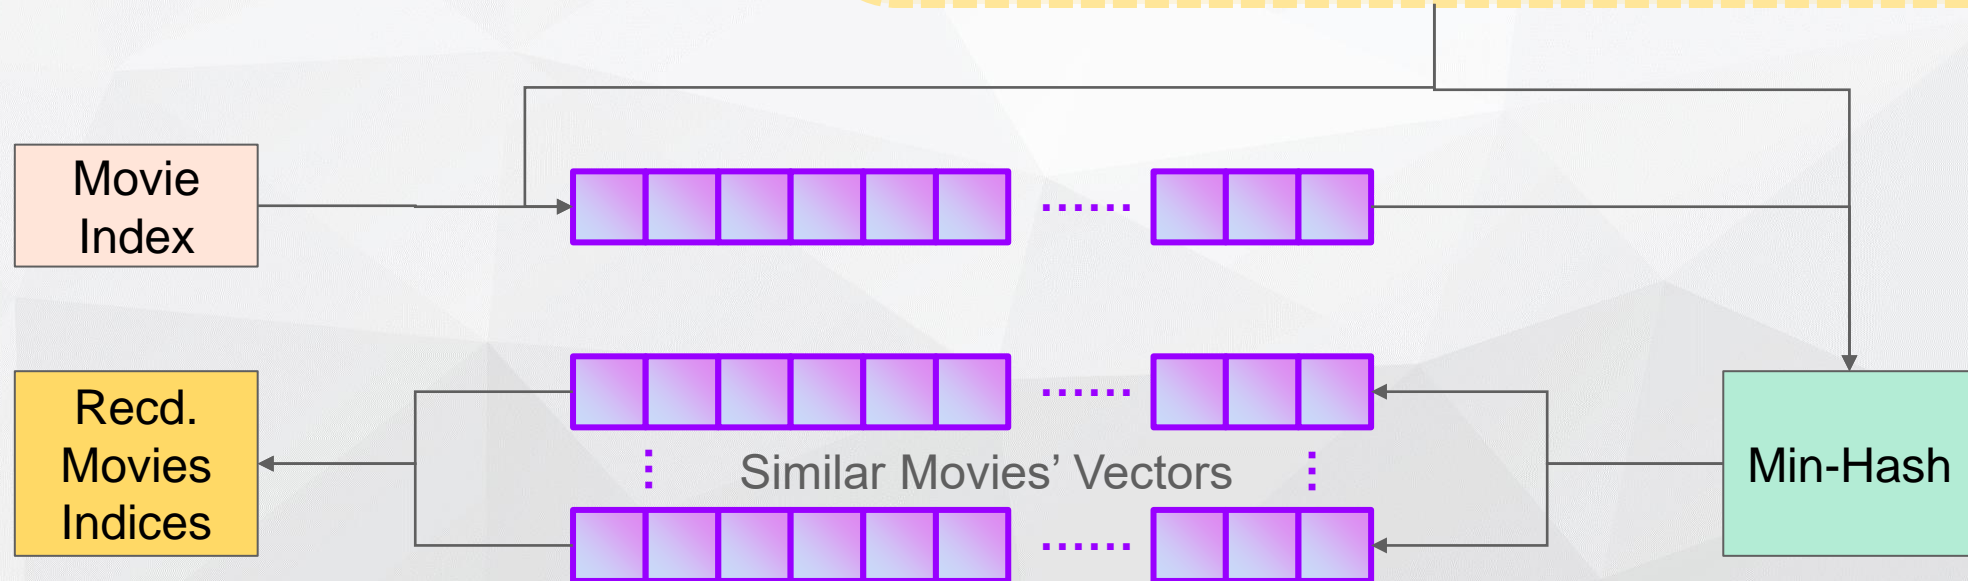 Movie
Index
Recd.
Movies
Indices
Similar Movies’ Vectors
Min-Hash